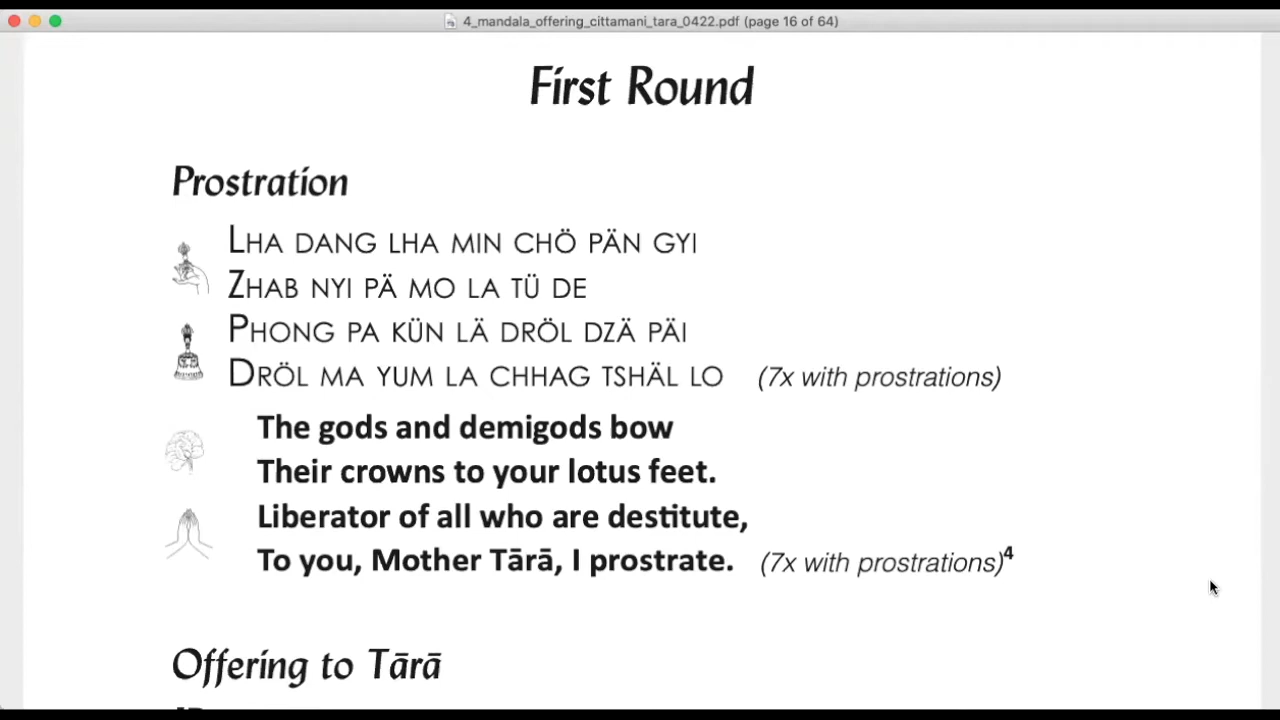 4_mandala_offering_cittamani_tara_0422.pdf (page 16 of 64)
First Round
Prostration
LHA DANG LHA MIN CHÖ PÄN GYI
ZHAB NYI PÄ MO LA TÜ DE
PHONG PA KÜN LÄ DRÖL DZÄ PÄI
DRÖL MA YUM LA CHHAG TSHÄL LO (7x with prostrations)
The gods and demigods bow
Their crowns to your lotus feet.
Liberator of all who are destitute,
To you, Mother Tārā, I prostrate. (7x with prostrations)4
Offering to Tārā